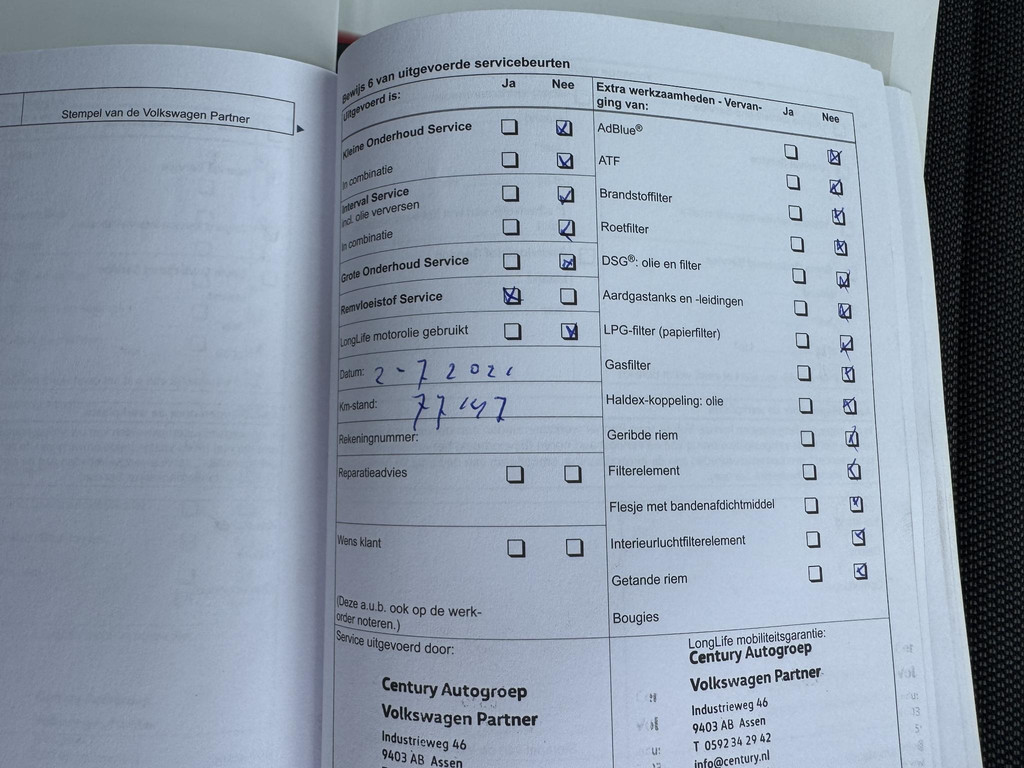 Stempel van de Volkswagen Partner
Bewijs 6 van uitgevoerde servicebeurten
Uitgevoerd is: Ja Nee
Kleine Onderhoud Service
In combinatie
Interval Service
incl. olie verversen
In combinatie
Grote Onderhoud Service
Remvloeistof Service
LongLife motorolie gebruikt
Datum: 2-7 2021
Km-stand: 77147
Rekeningnummer:
Reparatieadvies
Wens klant
(Deze a.u.b. ook op de werk-
order noteren.)
Service uitgevoerd door:
Century Autogroep
Volkswagen Partner
Industrieweg 46
9403 AB Assen
Extra werkzaamheden - Vervan-
ging van: Ja Nee
AdBlue®
ATF
Brandstoffilter
Roetfilter
DSG®: olie en filter
Aardgastanks en -leidingen
LPG-filter (papierfilter)
Gasfilter
Haldex-koppeling: olie
Geribde riem
Filterelement
Flesje met bandenafdichtmiddel
Interieurluchtfilterelement
Getande riem
Bougies
LongLife mobiliteitsgarantie:
Century Autogroep
Volkswagen Partner
Industrieweg 46
9403 AB Assen
T 0592 34 29 42
info@century.nl